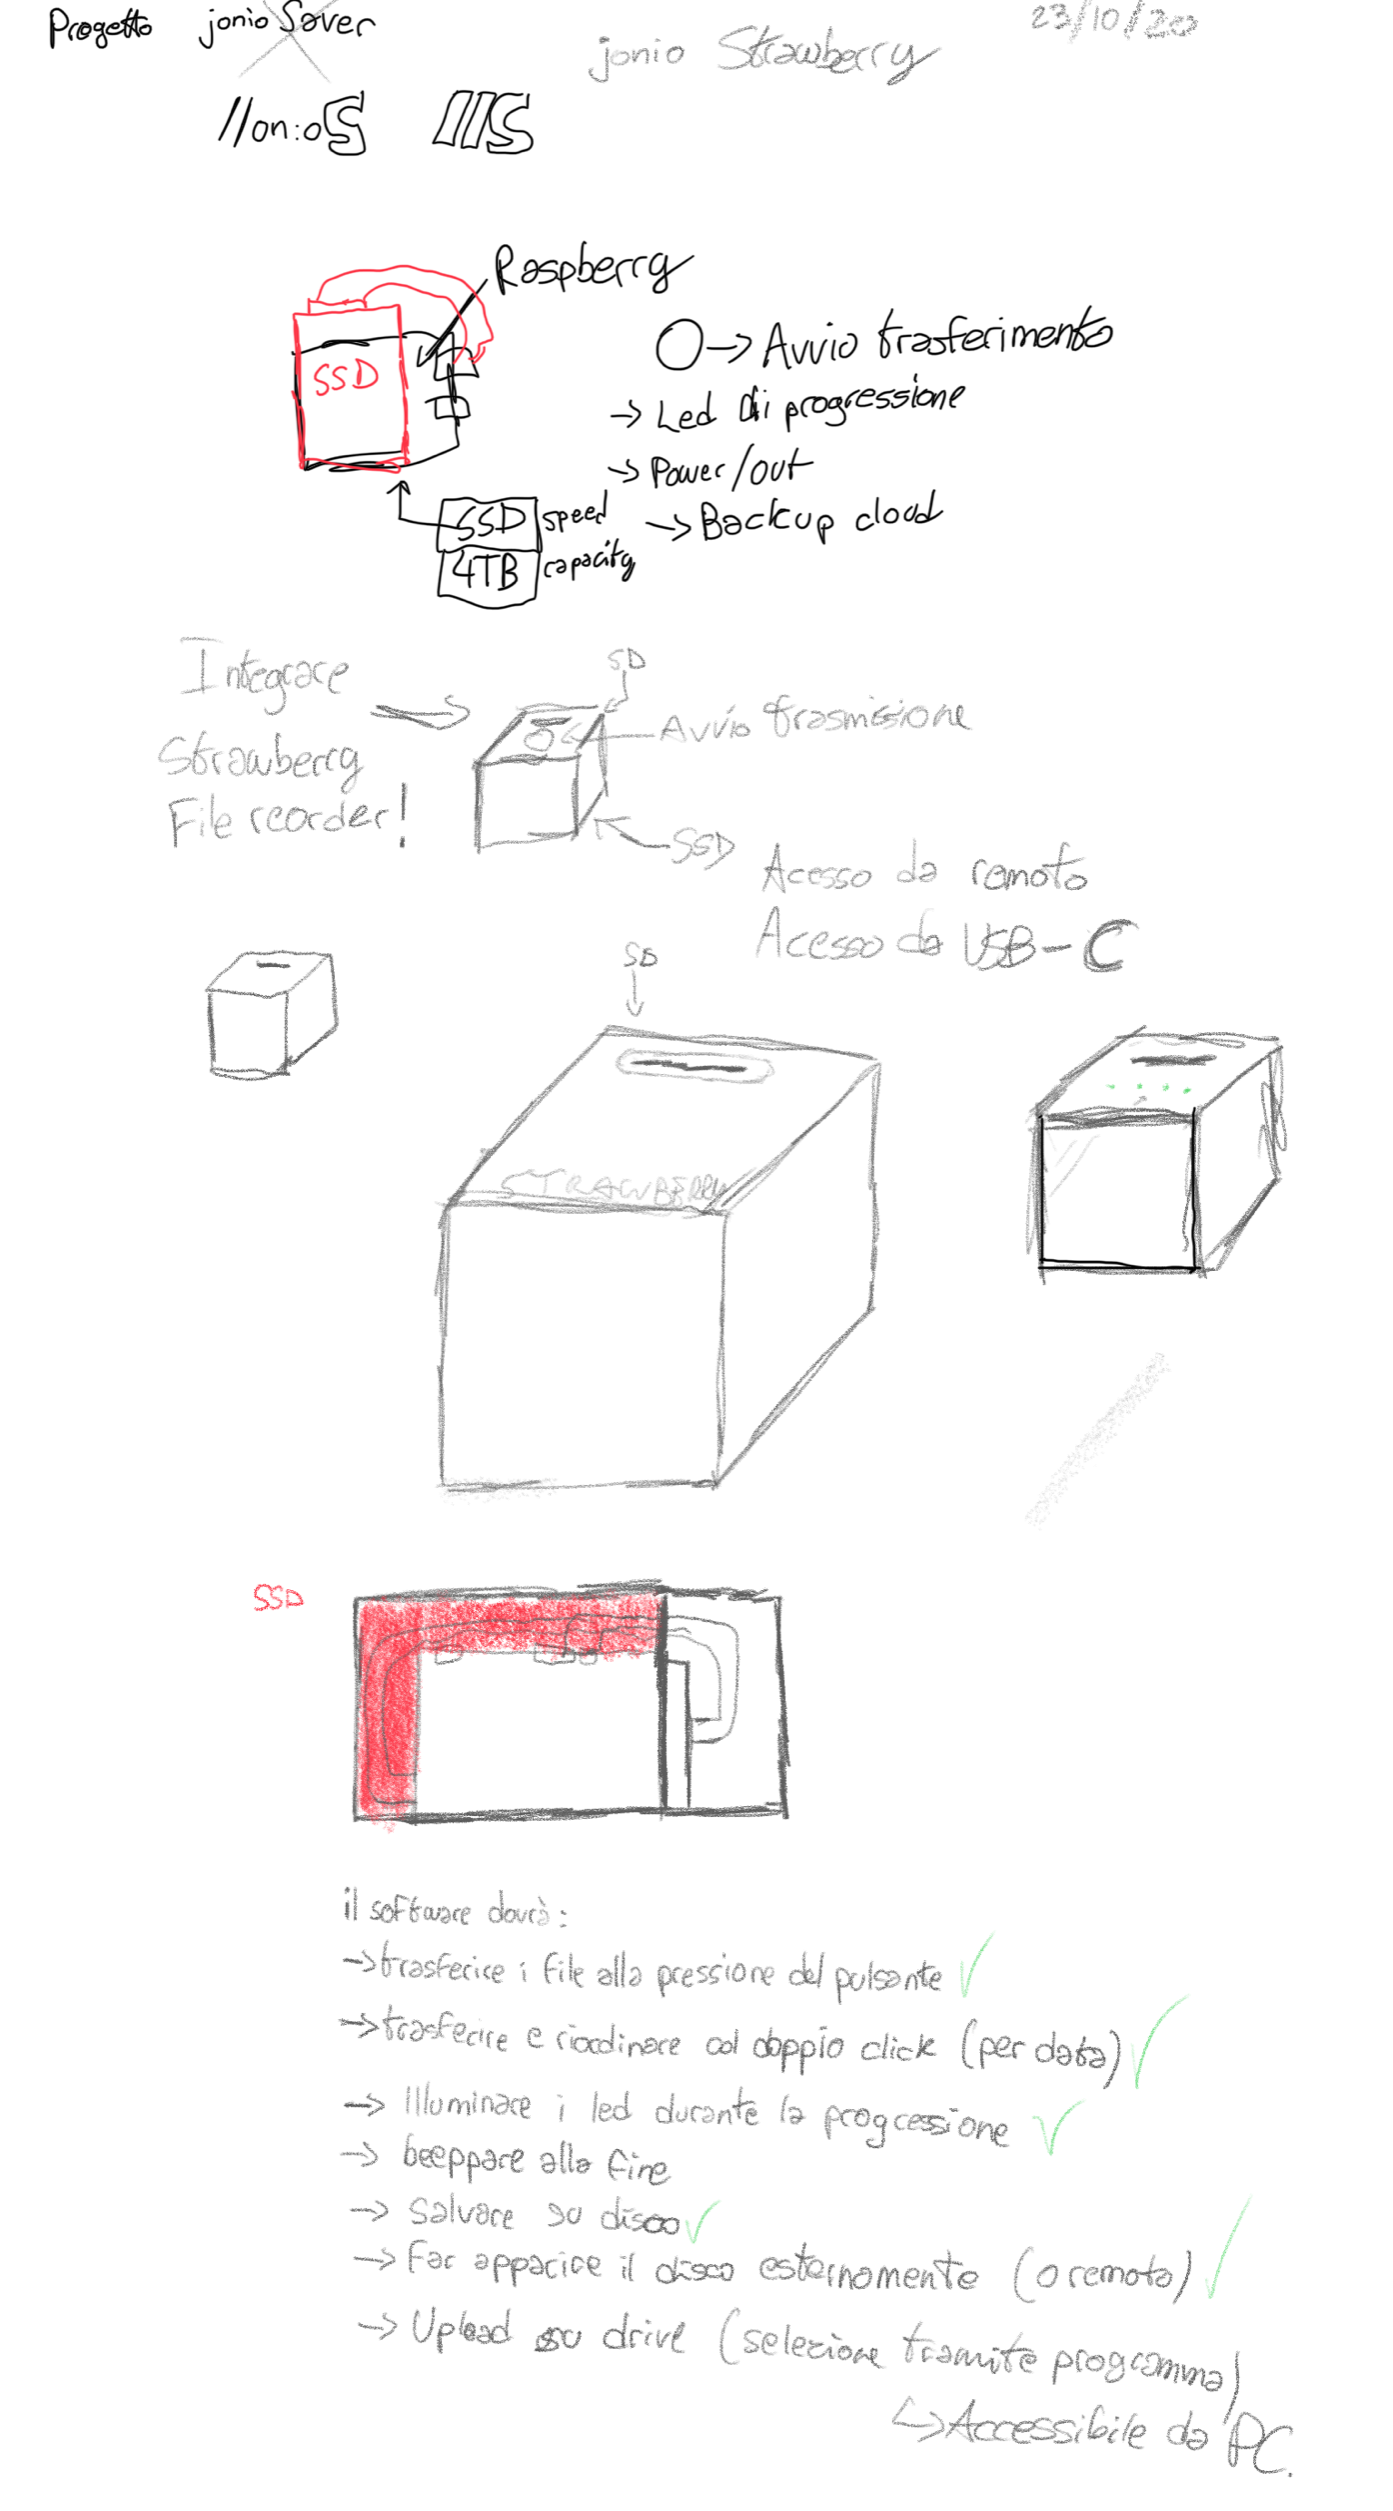 Progetto jonio Saver
jonio Strawberry
23/10/20
//on:oS
//S
Raspberry
SSD
→ Avvio trasferimento
→ Led di progressione
→ Power/out
→ Backup cloud
SSD speed
4TB capacity
Integrare
Strawberry
File reorder!
SD
Avvio trasmissione
SSD
Acesso da remoto
Acesso da USB-C
SD
STRAWBERRY
SSD
il software dovrà:
→ trasferire i file alla pressione del pulsante ✓
→ trasferire e riordinare col doppio click (per data) ✓
→ Illuminare i led durante la progressione ✓
→ beeppare alla fine
→ Salvare su disco ✓
→ Far apparire il disco esternamente (o remoto) ✓
→ Upload su drive (selezione tramite programma)
↳ Accessibile da PC.